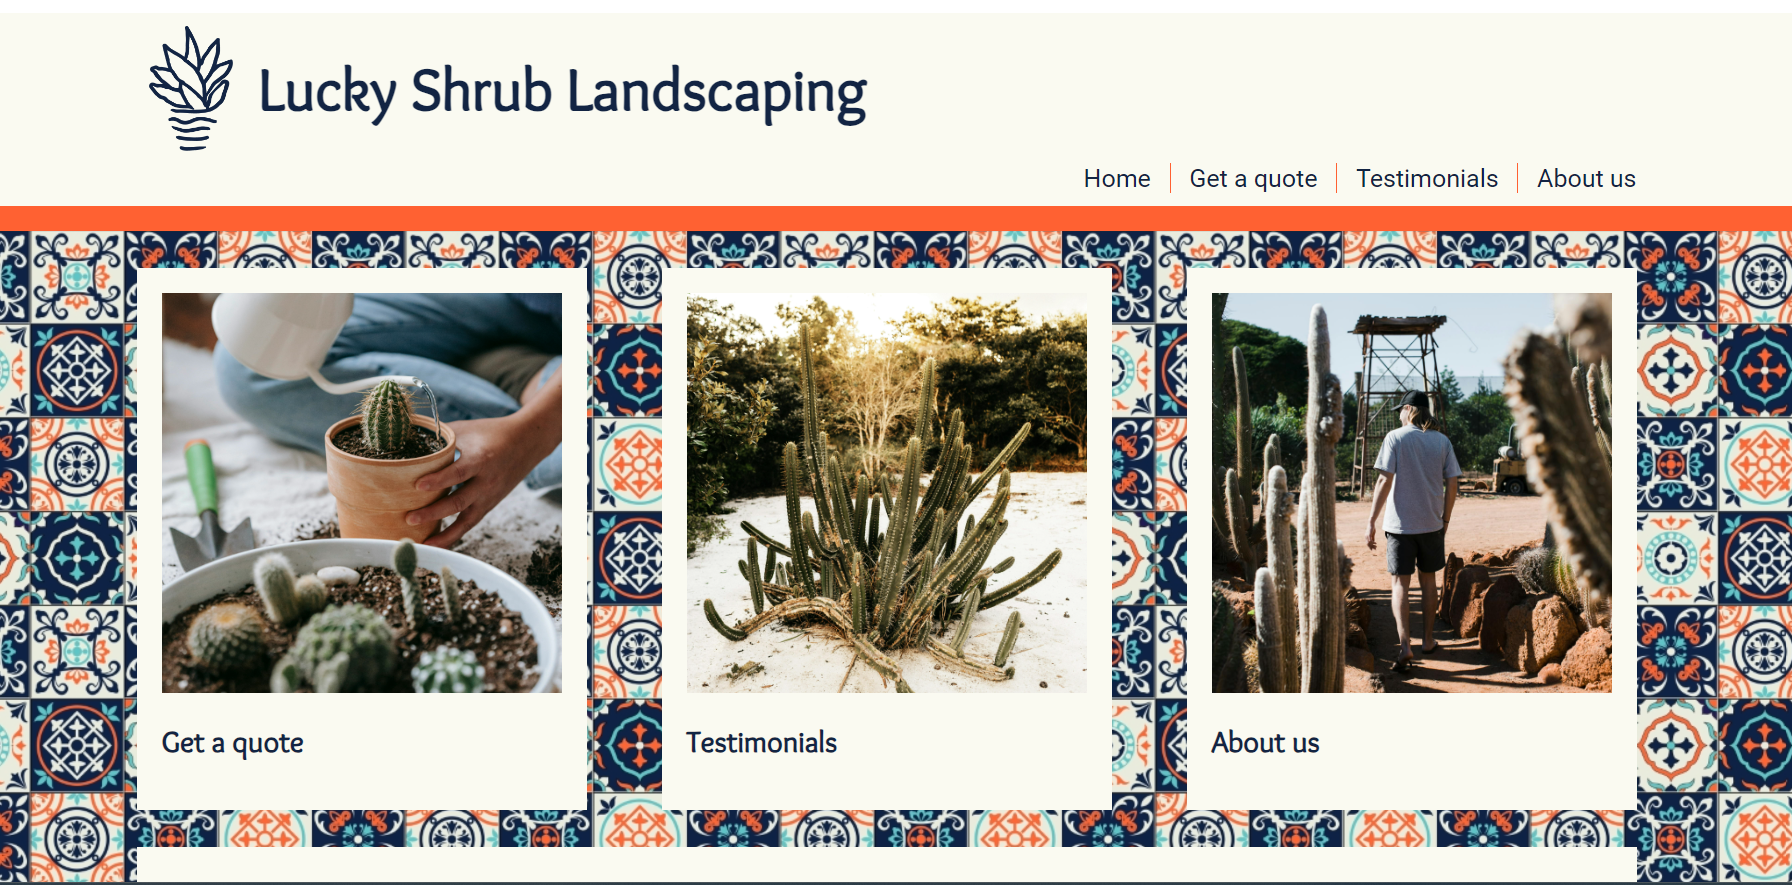 Lucky Shrub Landscaping
Home Get a quote Testimonials About us
Get a quote
Testimonials
About us